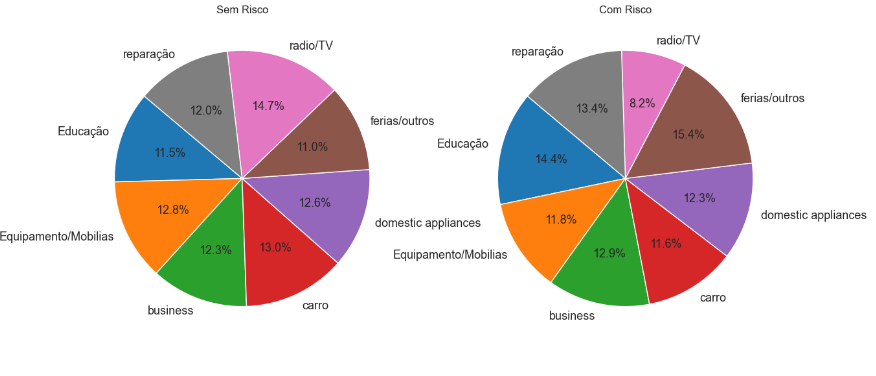 Sem Risco
radio/TV
reparação
14.7%
12.0%
ferias/outros
11.0%
Educação
11.5%
12.6%
12.8%
domestic appliances
Equipamento/Mobilias
12.3%
13.0%
business
carro
Com Risco
radio/TV
reparação
8.2%
13.4%
ferias/outros
15.4%
Educação
14.4%
12.3%
11.8%
domestic appliances
Equipamento/Mobilias
12.9%
11.6%
carro
business